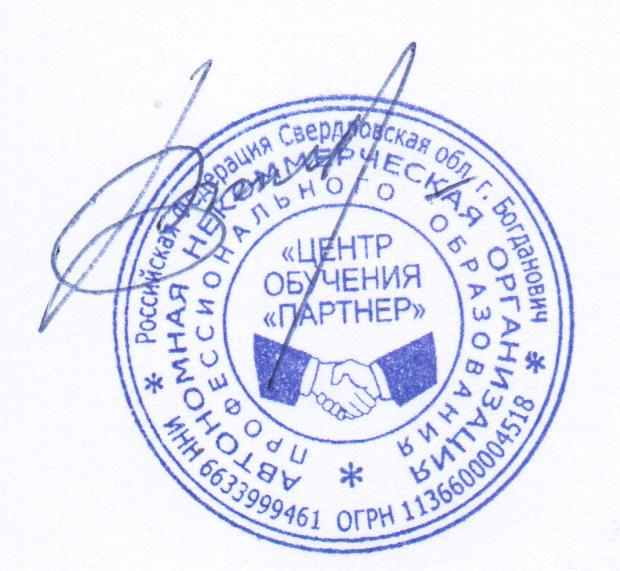 Российская Федерация Свердловская обл, г. Богданович
ИНН 6633999461 ОГРН 1136600004518
АВТОНОМНАЯ НЕКОММЕРЧЕСКАЯ ОРГАНИЗАЦИЯ
ПРОФЕССИОНАЛЬНОГО ОБРАЗОВАНИЯ
«ЦЕНТР
ОБУЧЕНИЯ
«ПАРТНЕР»